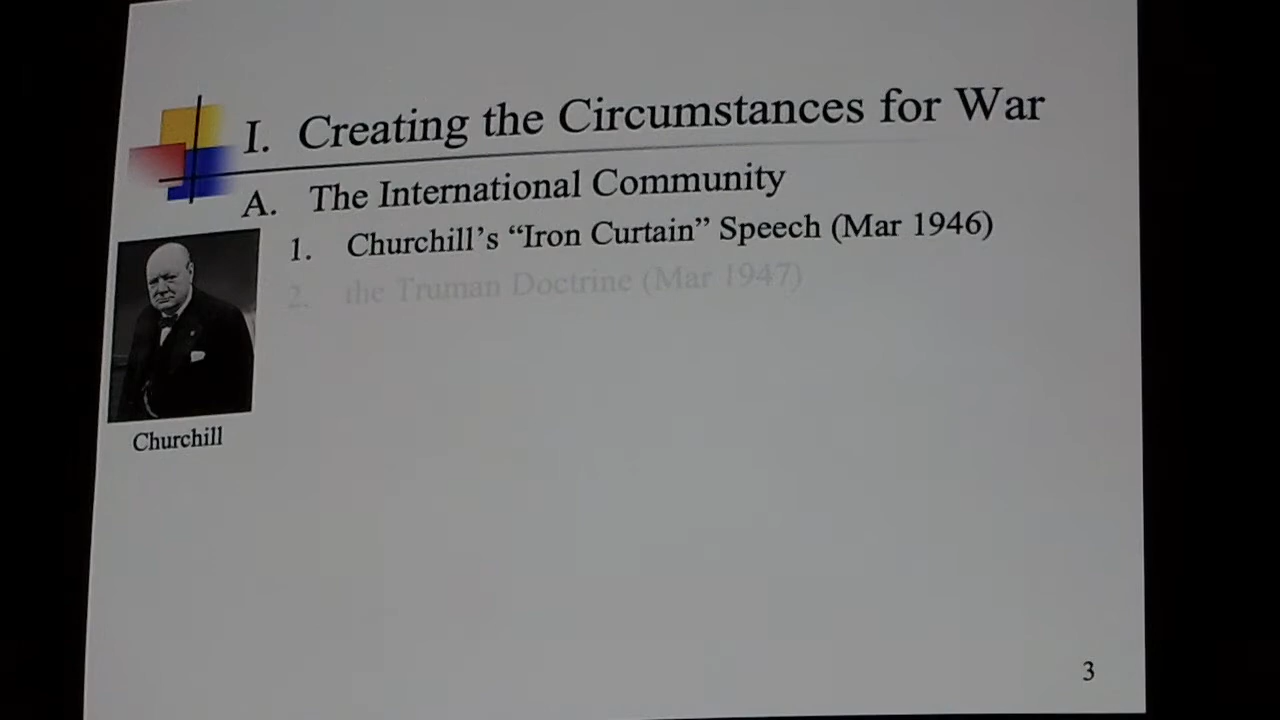 I. Creating the Circumstances for War
A. The International Community
1. Churchill's “Iron Curtain” Speech (Mar 1946)
2. the Truman Doctrine (Mar 1947)
Churchill
3